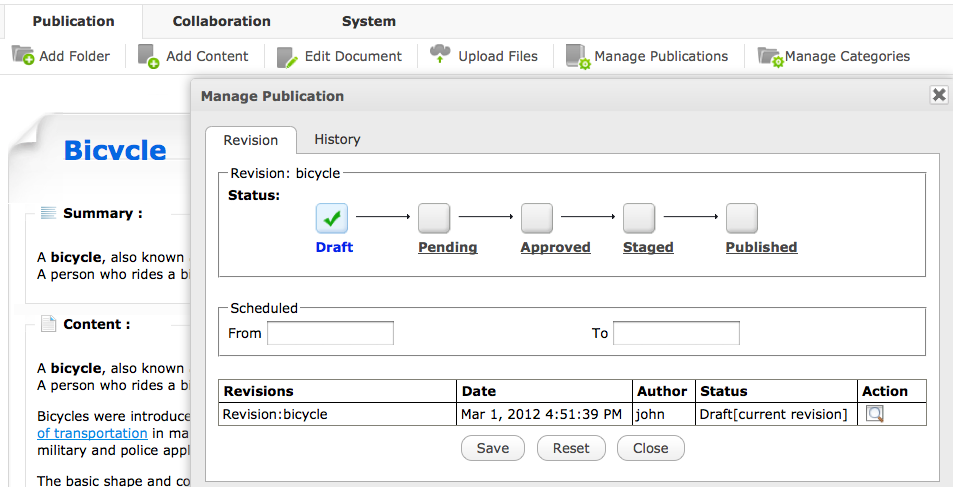 Publication Collaboration System
Add Folder Add Content Edit Document Upload Files Manage Publications Manage Categories
Manage Publication
Revision History
Bicycle
Revision: bicycle
Status:
Draft Pending Approved Staged Published
Summary :
A bicycle, also known
A person who rides a bi
Scheduled
From To
Content :
A bicycle, also known
A person who rides a bi
Bicycles were introduce
of transportation in ma
military and police appl
The basic shape and co
Revisions Date Author Status Action
Revision:bicycle Mar 1, 2012 4:51:39 PM john Draft[current revision]
Save Reset Close